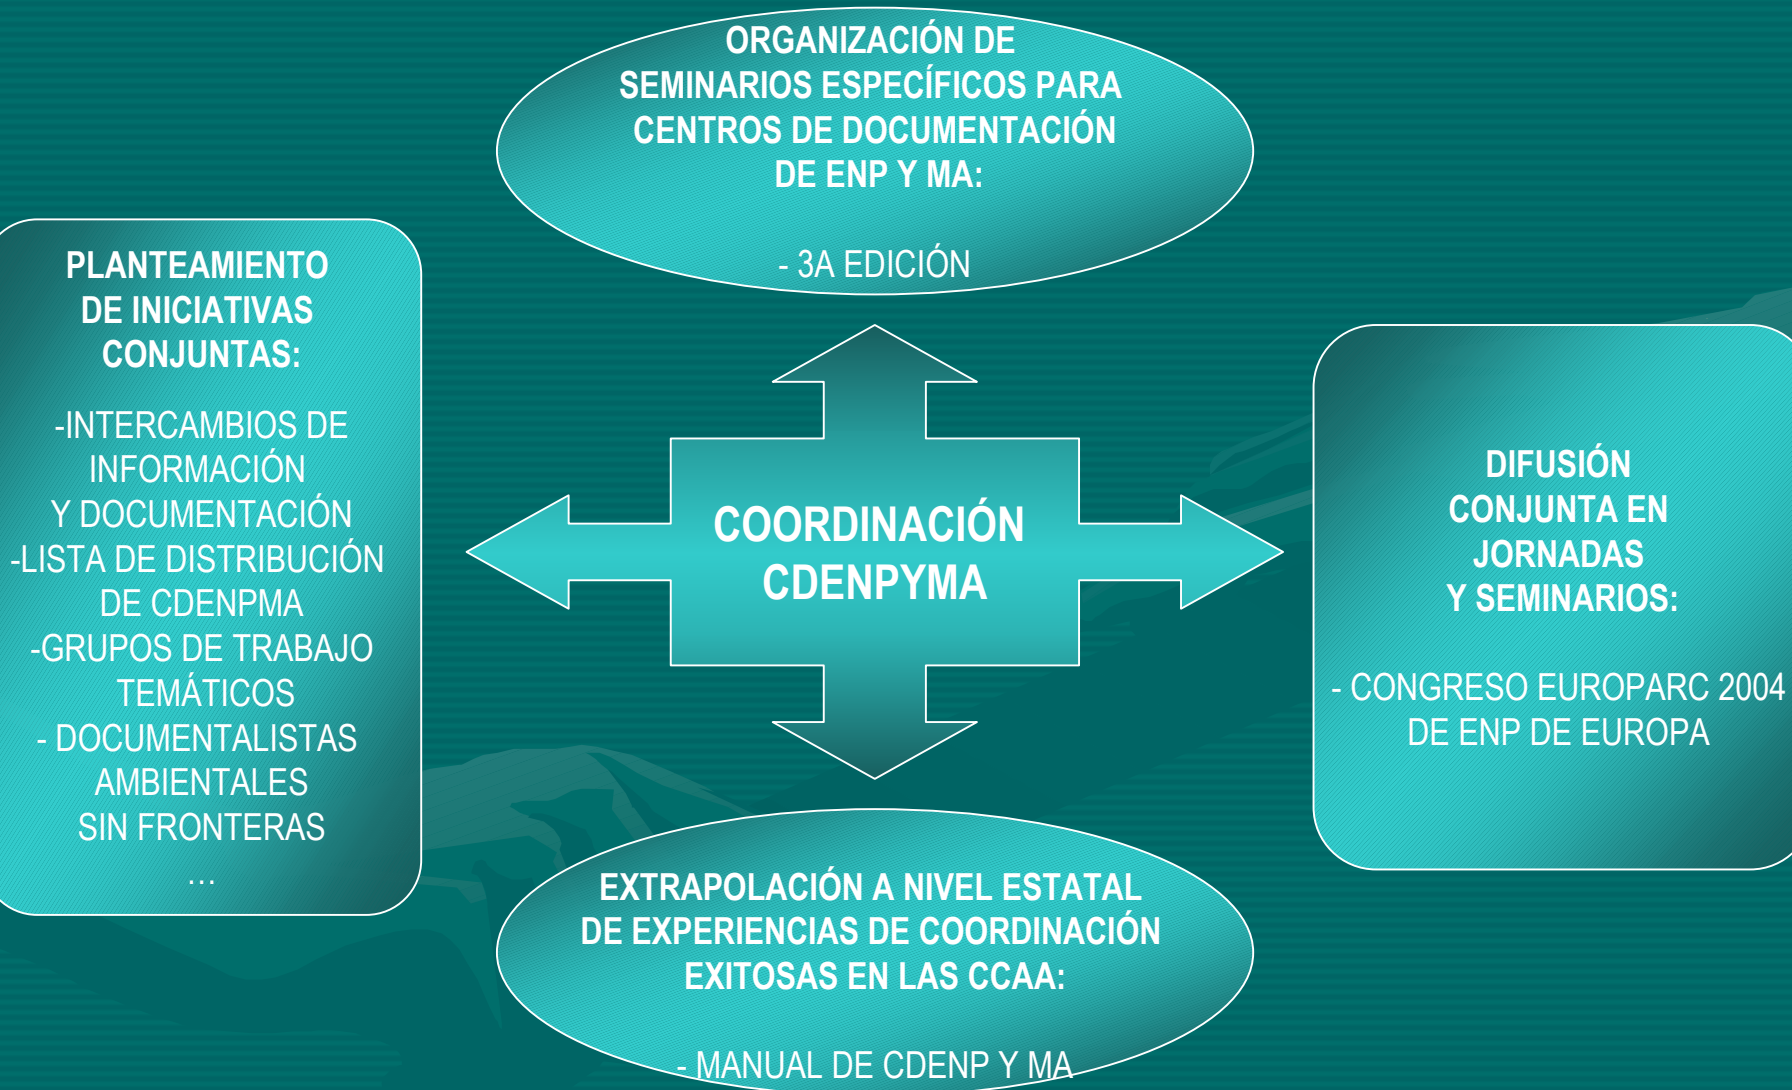 ORGANIZACIÓN DE
SEMINARIOS ESPECÍFICOS PARA
CENTROS DE DOCUMENTACIÓN
DE ENP Y MA:
- 3A EDICIÓN
PLANTEAMIENTO
DE INICIATIVAS
CONJUNTAS:
-INTERCAMBIOS DE
INFORMACIÓN
Y DOCUMENTACIÓN
-LISTA DE DISTRIBUCIÓN
DE CDENPMA
-GRUPOS DE TRABAJO
TEMÁTICOS
- DOCUMENTALISTAS
AMBIENTALES
SIN FRONTERAS
...
COORDINACIÓN
CDENPYMA
DIFUSIÓN
CONJUNTA EN
JORNADAS
Y SEMINARIOS:
- CONGRESO EUROPARC 2004
DE ENP DE EUROPA
EXTRAPOLACIÓN A NIVEL ESTATAL
DE EXPERIENCIAS DE COORDINACIÓN
EXITOSAS EN LAS CCAA:
- MANUAL DE CDENP Y MA